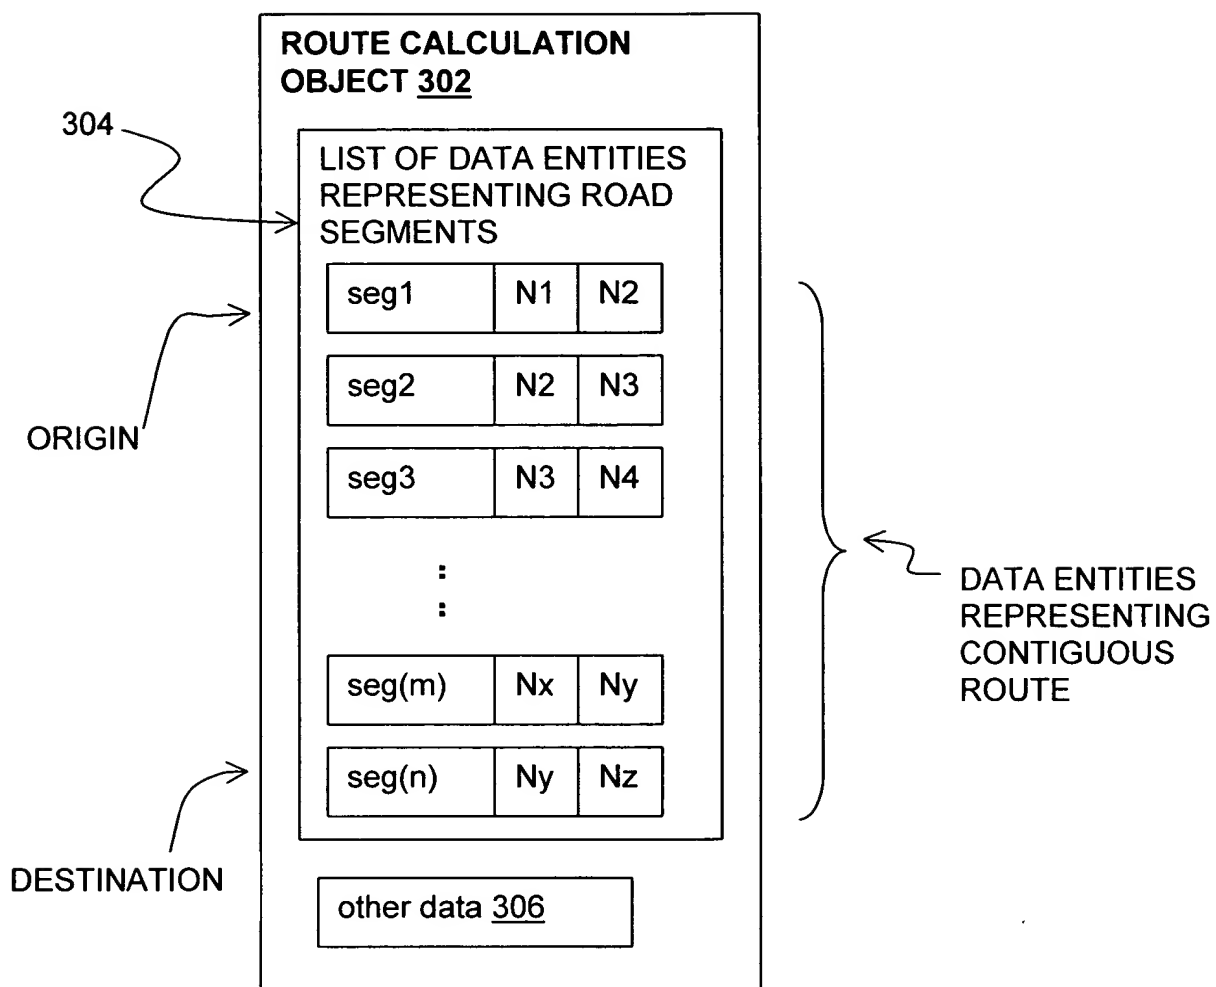 ROUTE CALCULATION
OBJECT 302
304
LIST OF DATA ENTITIES
REPRESENTING ROAD
SEGMENTS
seg1 N1 N2
ORIGIN
seg2 N2 N3
seg3 N3 N4
:
:
DATA ENTITIES
REPRESENTING
CONTIGUOUS
ROUTE
seg(m) Nx Ny
seg(n) Ny Nz
DESTINATION
other data 306